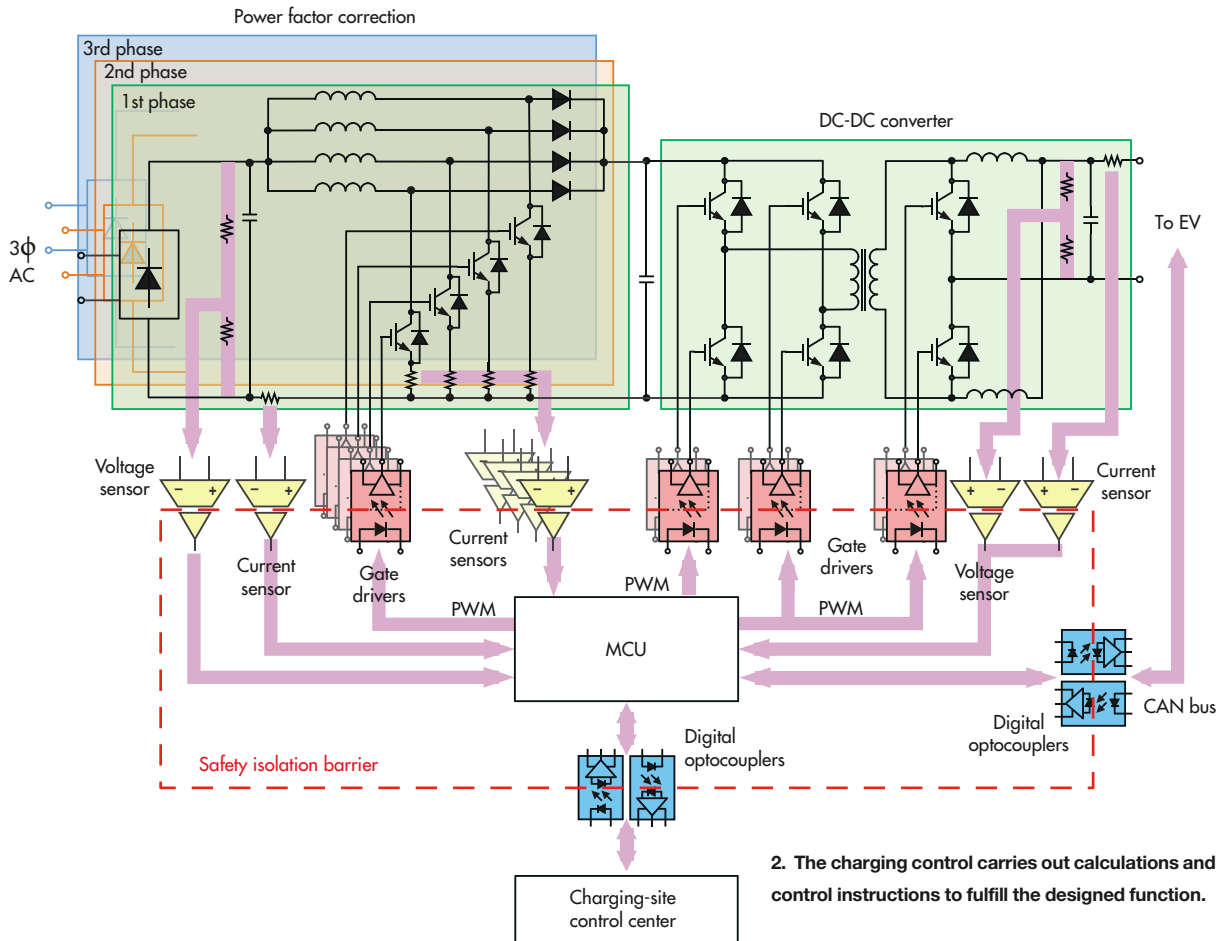 Power factor correction
3rd phase
2nd phase
1st phase
DC-DC converter
3ϕ
AC
To EV
Voltage
sensor
Current
sensor
Current
sensor
Gate
drivers
Current
sensors
PWM
PWM
Gate
drivers
PWM
Voltage
sensor
MCU
CAN bus
Digital
optocouplers
Digital
optocouplers
Safety isolation barrier
Charging-site
control center
2. The charging control carries out calculations and
control instructions to fulfill the designed function.